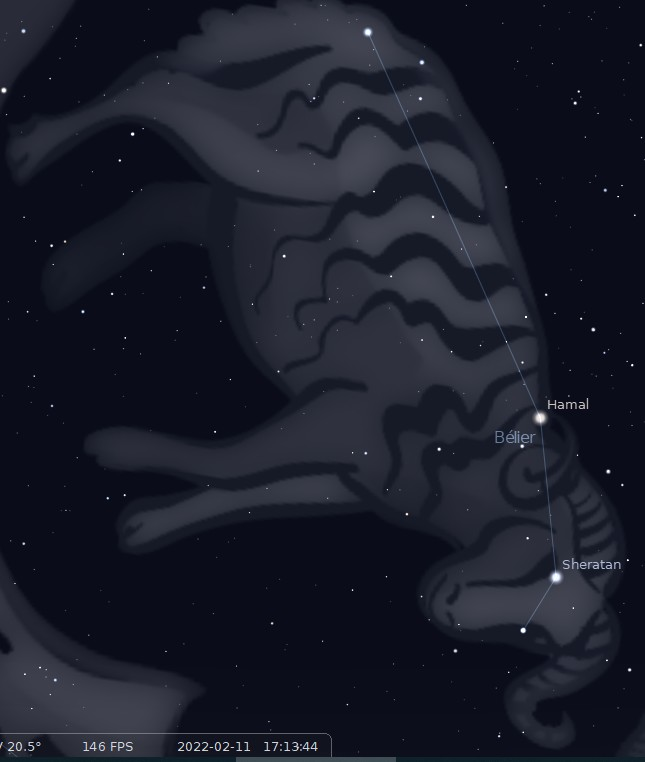 Hamal
Bélier
Sheratan
20.5° 146 FPS 2022-02-11 17:13:44